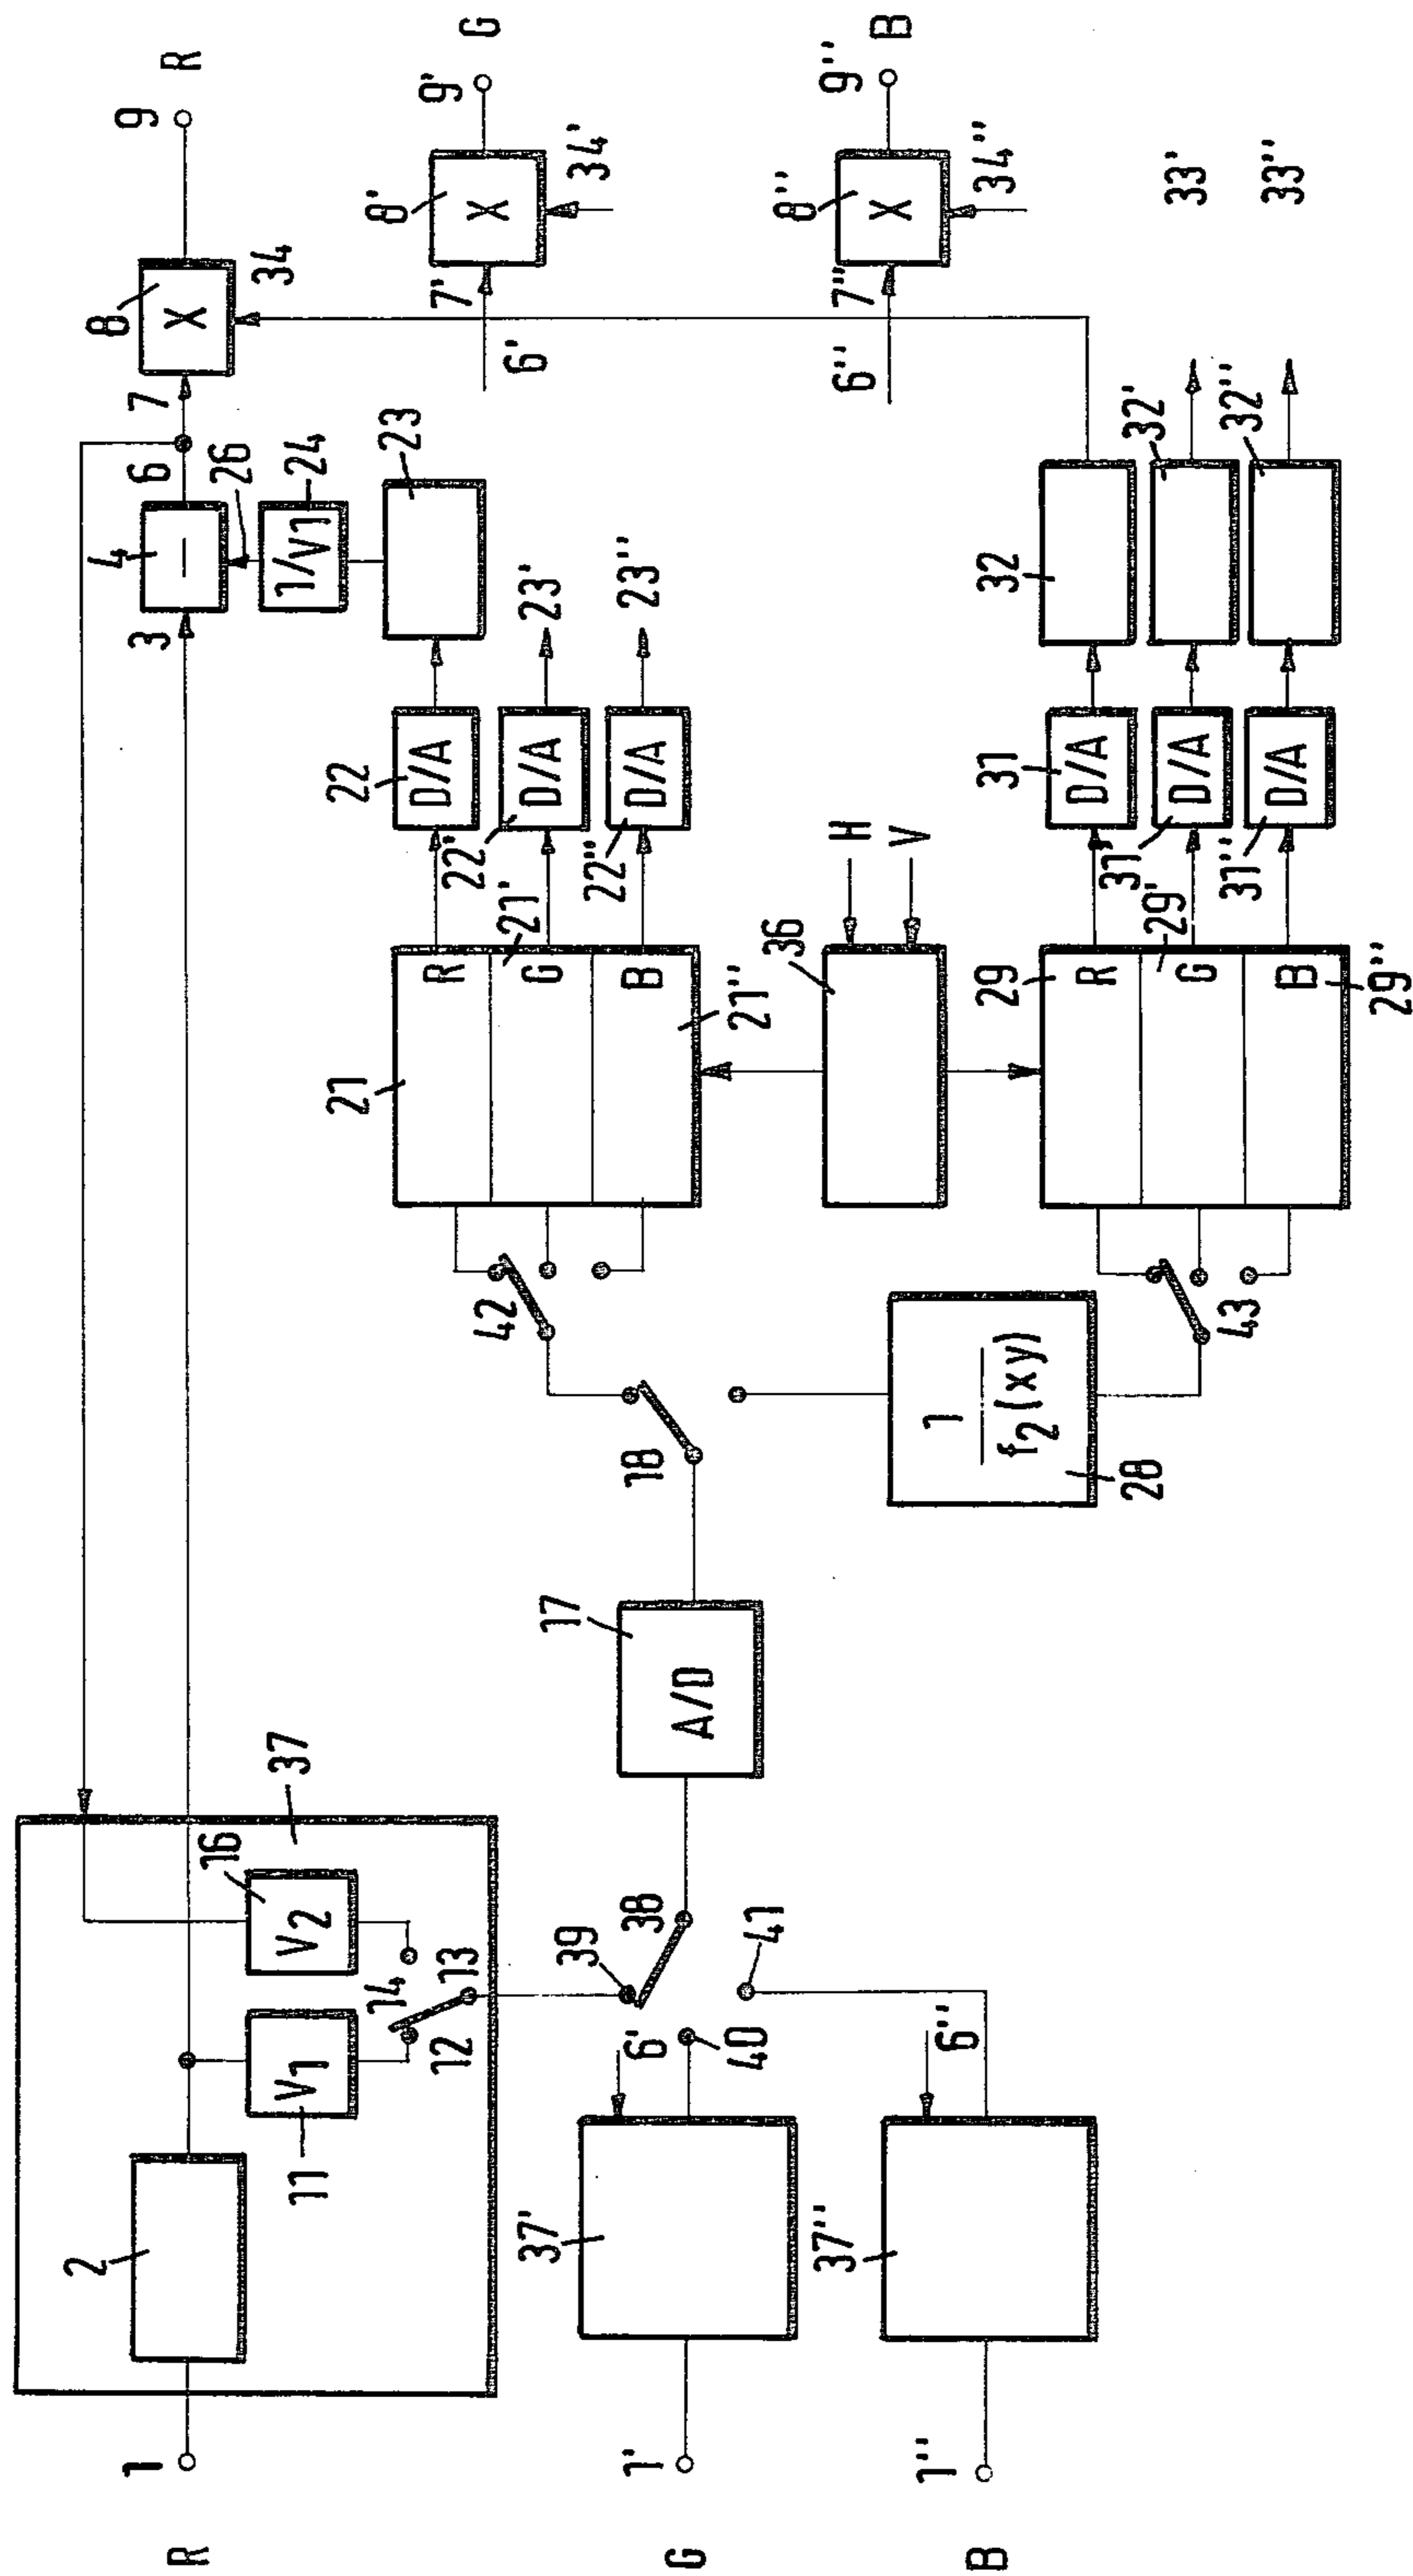 R
1
2
37
11
V1
16
V2
12
13
14
3
4
—
6
26
1/V1
24
23
7
8
X
34
9
R
G
1'
37'
6'
40
39
38
41
17
A/D
18
42
21
R
21'
G
21''
B
22
D/A
22'
D/A
23'
22''
D/A
23''
6'
7'
8'
X
34'
9'
G
36
H
V
B
1''
37''
6''
1
f2(xy)
28
43
29
R
29'
G
29''
B
31
D/A
32
31'
D/A
32'
33'
31''
D/A
32''
33''
6''
7''
8''
X
34''
9''
B